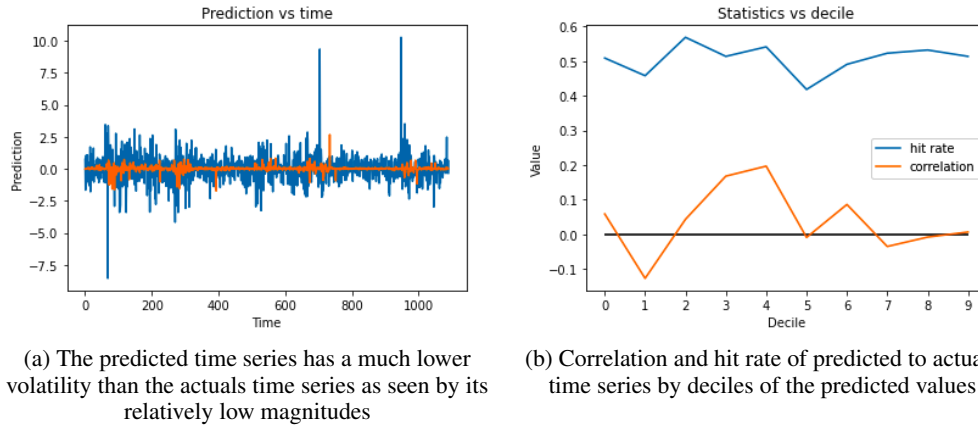 Prediction vs time
10.0
7.5
5.0
2.5
0.0
−2.5
−5.0
−7.5
Prediction
0
200
400
600
800
1000
Time
Statistics vs decile
0.6
0.5
0.4
0.3
0.2
0.1
0.0
−0.1
Value
hit rate
correlation
0
1
2
3
4
5
6
7
8
9
Decile
(a) The predicted time series has a much lower
volatility than the actuals time series as seen by its
relatively low magnitudes
(b) Correlation and hit rate of predicted to actua
time series by deciles of the predicted values